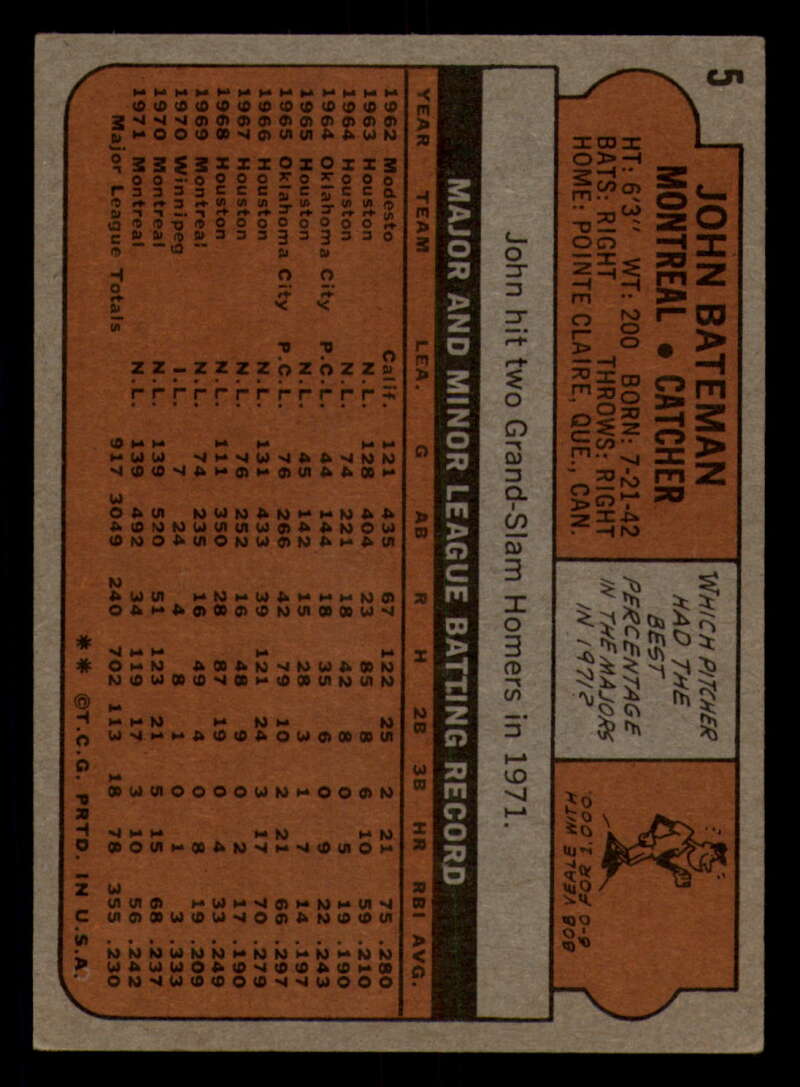 5
JOHN BATEMAN
MONTREAL • CATCHER
HT: 6'3" WT: 200 BORN: 7-21-42
BATS: RIGHT THROWS: RIGHT
HOME: POINTE CLAIRE, QUE., CAN.
WHICH PITCHER
HAD THE
BEST
PERCENTAGE
IN THE MAJORS
IN 1971?
BOB VEALE WITH
6-0 FOR 1.000
John hit two Grand-Slam Homers in 1971.
MAJOR AND MINOR LEAGUE BATTING RECORD
YEAR TEAM LEA. G AB R H 2B 3B HR RBI AVG.
1962 Modesto Calif. 121 435 67 122 25 2 21 75 .280
1963 Houston N.L. 128 404 23 85 8 6 10 59 .210
1964 Houston N.L. 74 221 18 42 8 0 5 19 .190
1964 Oklahoma City P.C.L. 44 144 18 35 6 0 9 22 .243
1965 Houston N.L. 45 142 15 28 3 1 7 14 .197
1965 Oklahoma City P.C.L. 76 266 42 79 10 2 21 66 .297
1966 Houston N.L. 131 433 39 121 24 3 17 70 .279
1967 Houston N.L. 76 252 16 48 9 0 2 17 .190
1968 Houston N.L. 111 350 28 87 19 0 4 33 .249
1969 Montreal N.L. 74 235 16 49 4 0 8 19 .209
1970 Winnipeg I.L. 7 24 4 8 1 0 1 3 .333
1970 Montreal N.L. 139 520 51 123 21 5 15 68 .237
1971 Montreal N.L. 139 492 34 119 17 3 10 56 .242
Major League Totals 917 3049 240 702 113 18 78 355 .230
** ©T.C.G. PRTD. IN U.S.A.